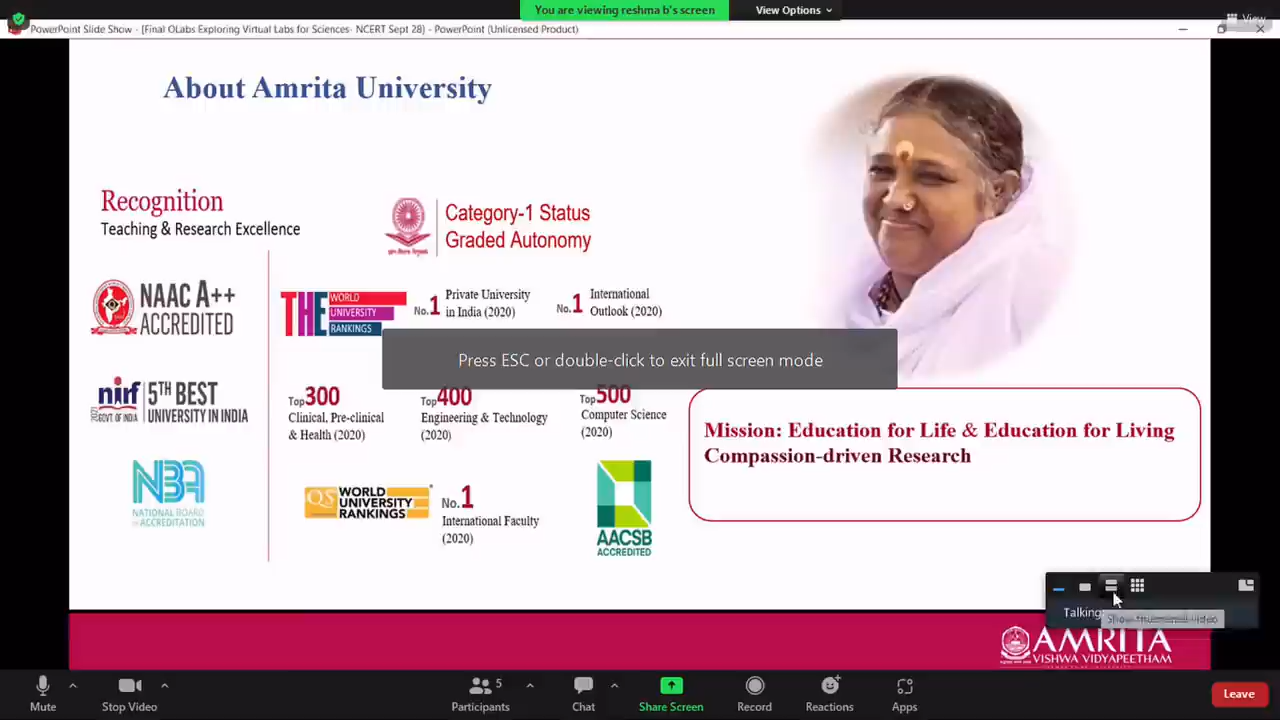 You are viewing reshma b's screen
View Options
View
PowerPoint Slide Show - [Final OLabs Exploring Virtual Labs for Sciences- NCERT Sept 28] - PowerPoint (Unlicensed Product)
About Amrita University
Recognition
Teaching & Research Excellence
Category-1 Status
Graded Autonomy
NAAC A++
ACCREDITED
THE WORLD
UNIVERSITY
RANKINGS
No.1 Private University
in India (2020)
No.1 International
Outlook (2020)
Press ESC or double-click to exit full screen mode
nirf
GOVT. OF INDIA
5TH BEST
UNIVERSITY IN INDIA
Top300
Clinical, Pre-clinical
& Health (2020)
Top400
Engineering & Technology
(2020)
Top500
Computer Science
(2020)
Mission: Education for Life & Education for Living
Compassion-driven Research
NBA
NATIONAL BOARD
OF ACCREDITATION
QS WORLD
UNIVERSITY
RANKINGS
No.1
International Faculty
(2020)
AACSB
ACCREDITED
Talking:
AMRITA
VISHWA VIDYAPEETHAM
Mute
Stop Video
5
Participants
Chat
Share Screen
Record
Reactions
Apps
Leave